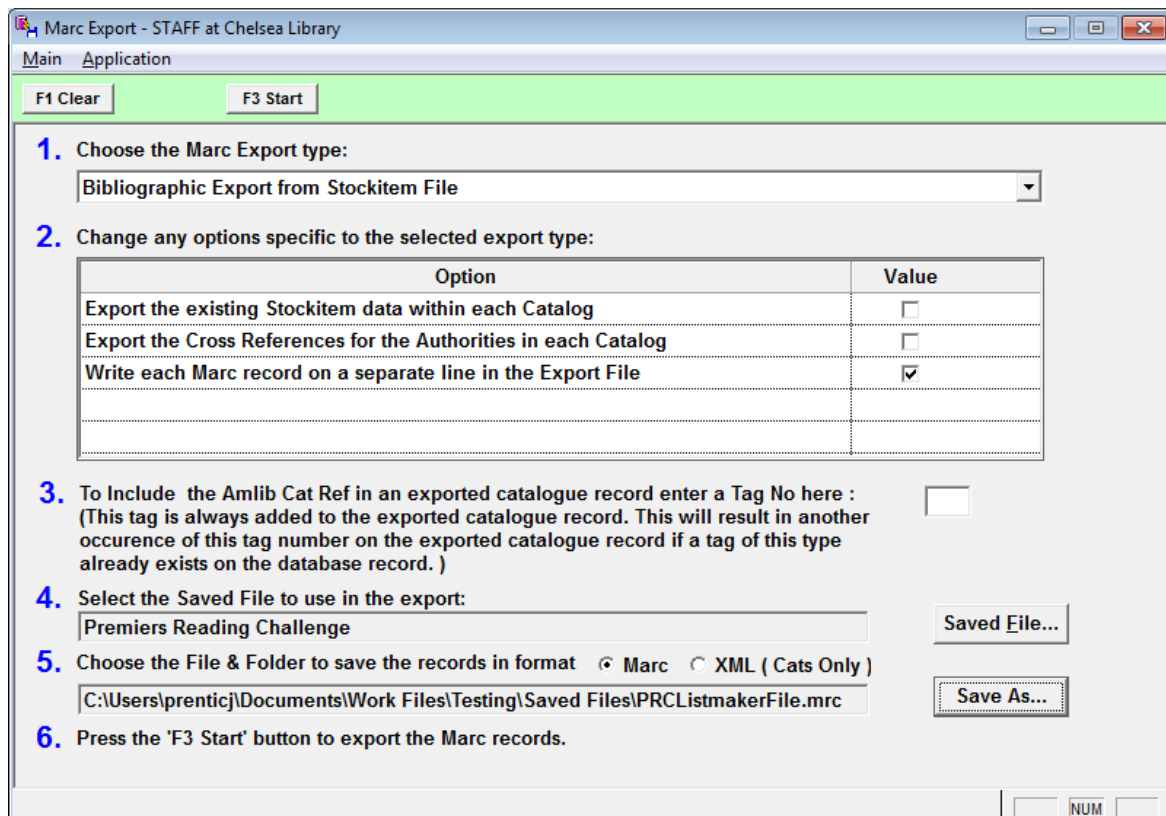 Marc Export - STAFF at Chelsea Library
Main Application
F1 Clear F3 Start
1. Choose the Marc Export type:
Bibliographic Export from Stockitem File
2. Change any options specific to the selected export type:
Option Value
Export the existing Stockitem data within each Catalog
Export the Cross References for the Authorities in each Catalog
Write each Marc record on a separate line in the Export File
3. To Include the Amlib Cat Ref in an exported catalogue record enter a Tag No here :
(This tag is always added to the exported catalogue record. This will result in another
occurence of this tag number on the exported catalogue record if a tag of this type
already exists on the database record. )
4. Select the Saved File to use in the export:
Premiers Reading Challenge Saved File...
5. Choose the File & Folder to save the records in format Marc XML ( Cats Only )
C:\Users\prenticj\Documents\Work Files\Testing\Saved Files\PRCListmakerFile.mrc Save As...
6. Press the 'F3 Start' button to export the Marc records.
NUM